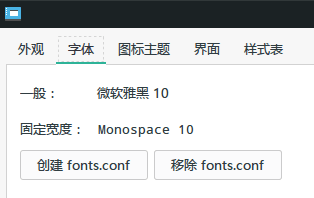 外观 字体 图标主题 界面 样式表
一般： 微软雅黑 10
固定宽度： Monospace 10
创建 fonts.conf 移除 fonts.conf